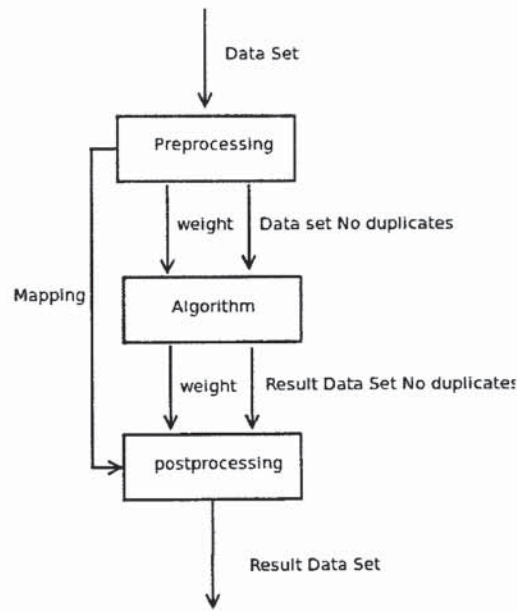 Data Set
Preprocessing
weight
Data set No duplicates
Mapping
Algorithm
weight
Result Data Set No duplicates
postprocessing
Result Data Set